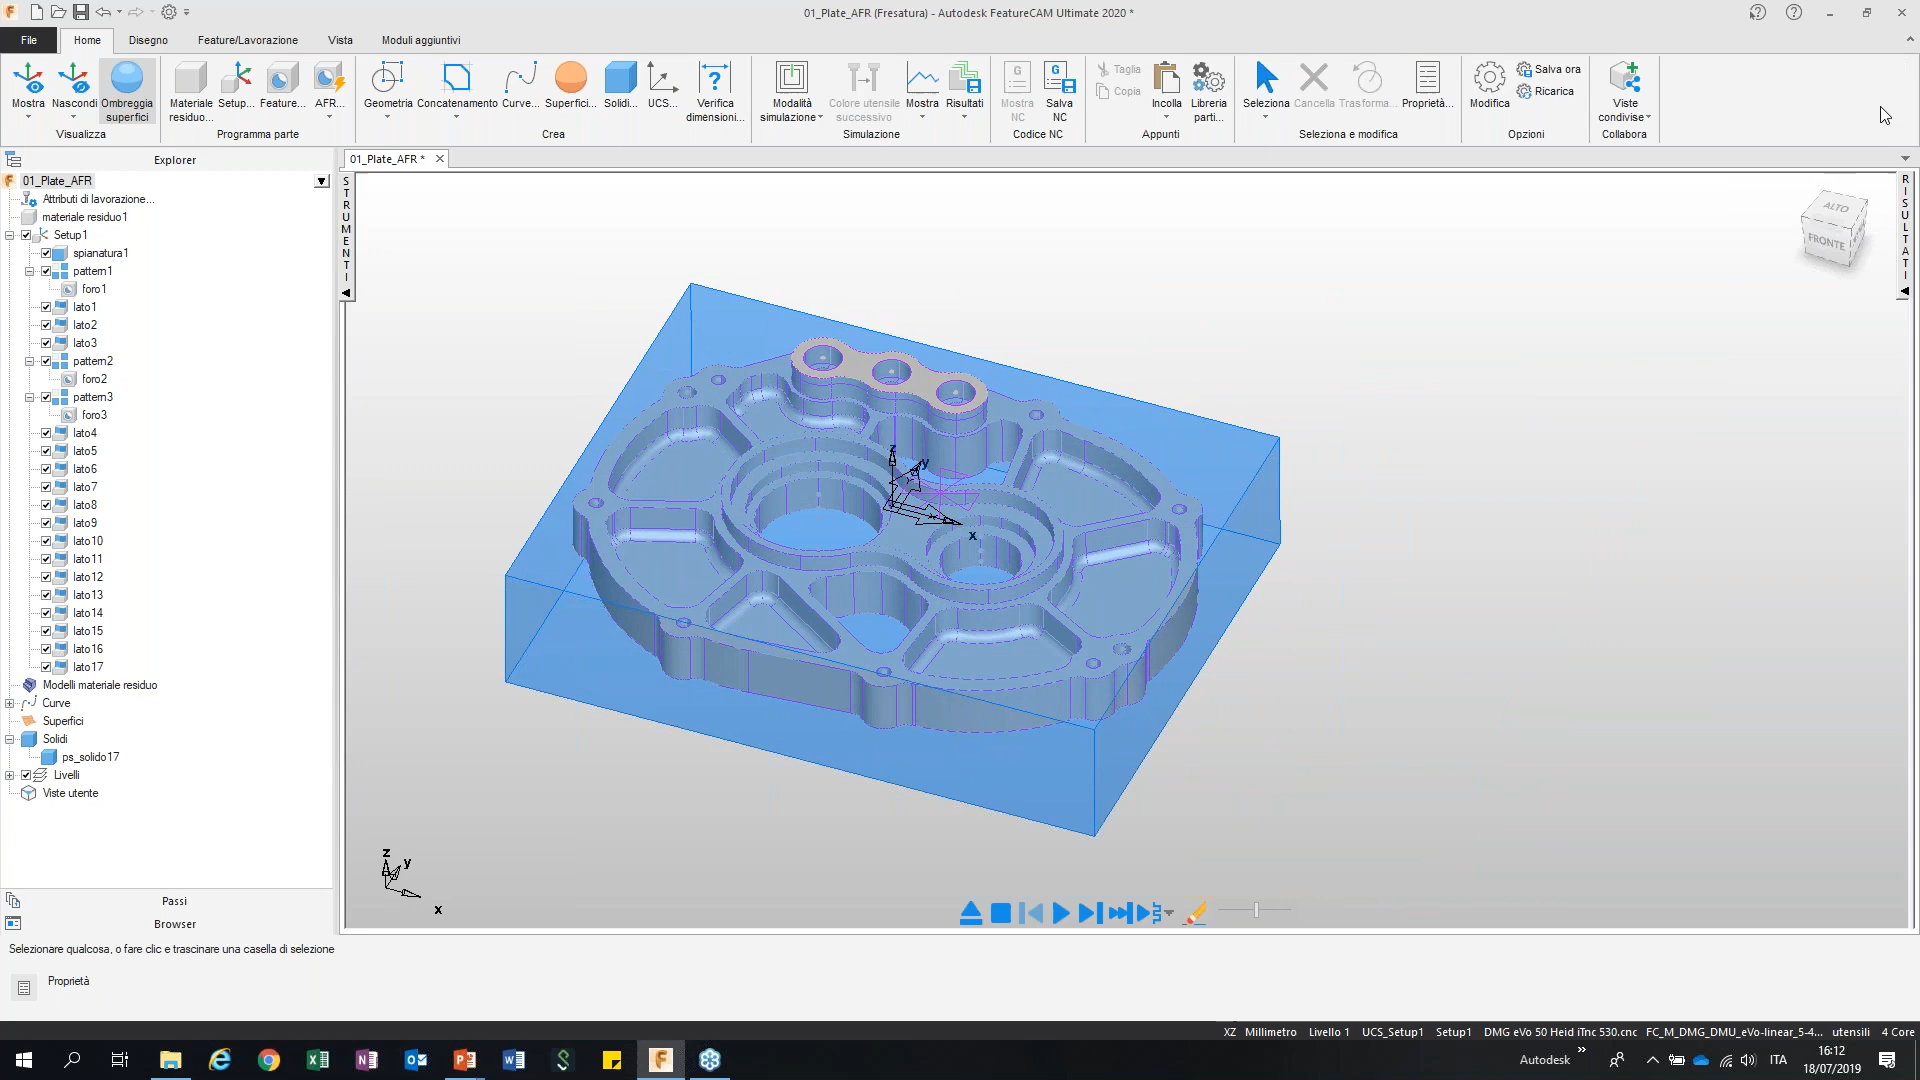 01_Plate_AFR (Fresatura) - Autodesk FeatureCAM Ultimate 2020 *
File Home Disegno Feature/Lavorazione Vista Moduli aggiuntivi
Mostra Nascondi Ombreggia superfici
Visualizza
Materiale residuo... Setup... Feature... AFR...
Programma parte
Geometria Concatenamento Curve... Superfici... Solidi... UCS... Verifica dimensioni...
Crea
Modalità simulazione Colore utensile successivo Mostra Risultati
Simulazione
Mostra NC Salva NC
Codice NC
Taglia
Copia
Incolla Libreria parti...
Appunti
Seleziona Cancella Trasforma... Proprietà...
Seleziona e modifica
Modifica
Salva ora
Ricarica
Opzioni
Viste condivise
Collabora
Explorer
01_Plate_AFR *
01_Plate_AFR
Attributi di lavorazione...
materiale residuo1
Setup1
spianatura1
pattern1
foro1
lato1
lato2
lato3
pattern2
foro2
pattern3
foro3
lato4
lato5
lato6
lato7
lato8
lato9
lato10
lato11
lato12
lato13
lato14
lato15
lato16
lato17
Modelli materiale residuo
Curve
Superfici
Solidi
ps_solido17
Livelli
Viste utente
Passi
Browser
STRUMENTI
RISULTATI
ALTO
FRONTE
z
y
x
z
y
x
Selezionare qualcosa, o fare clic e trascinare una casella di selezione
Proprietà
XZ Millimetro Livello 1 UCS_Setup1 Setup1 DMG eVo 50 Heid iTnc 530.cnc FC_M_DMG_DMU_eVo-linear_5-4... utensili 4 Core
Autodesk
ITA
16:12
18/07/2019